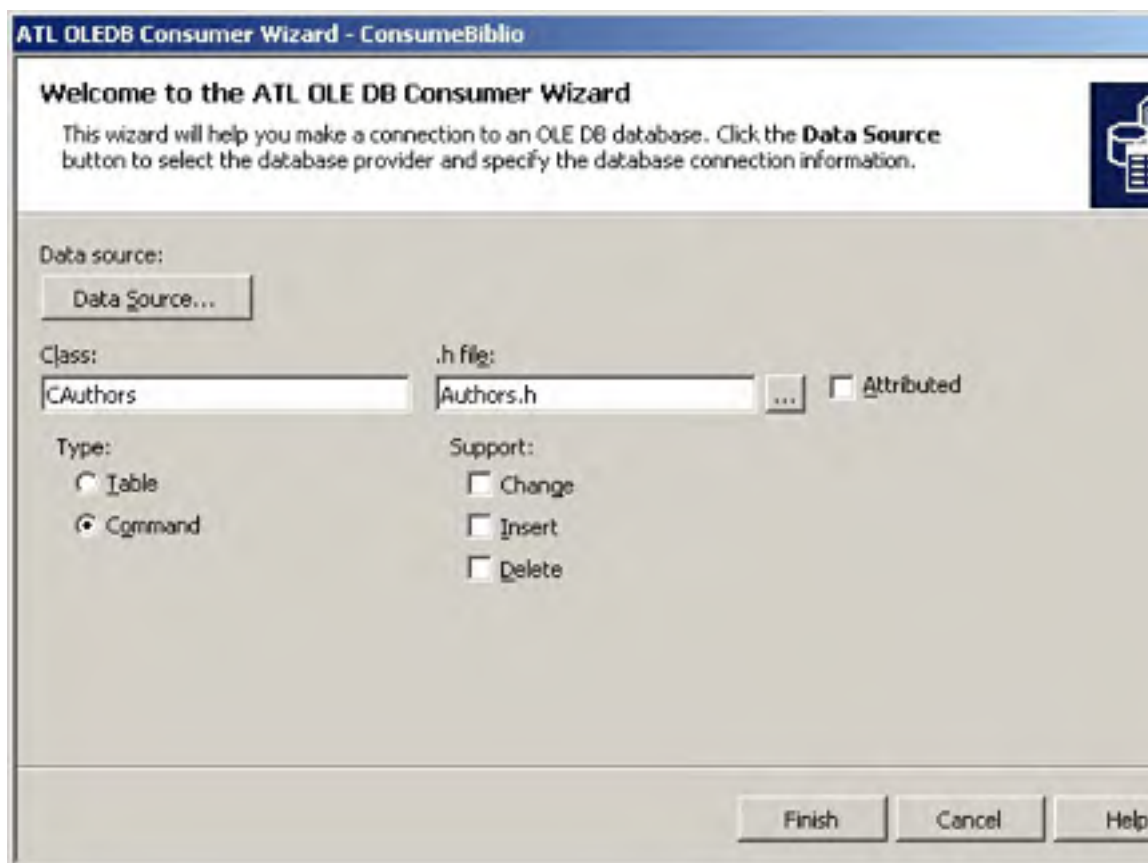 ATL OLEDB Consumer Wizard - ConsumeBiblio
Welcome to the ATL OLE DB Consumer Wizard
This wizard will help you make a connection to an OLE DB database. Click the Data Source
button to select the database provider and specify the database connection information.
Data source:
Data Source...
Class:
.h file:
CAuthors
Authors.h
...
Attributed
Type:
Support:
Table
Change
Command
Insert
Delete
Finish
Cancel
Help